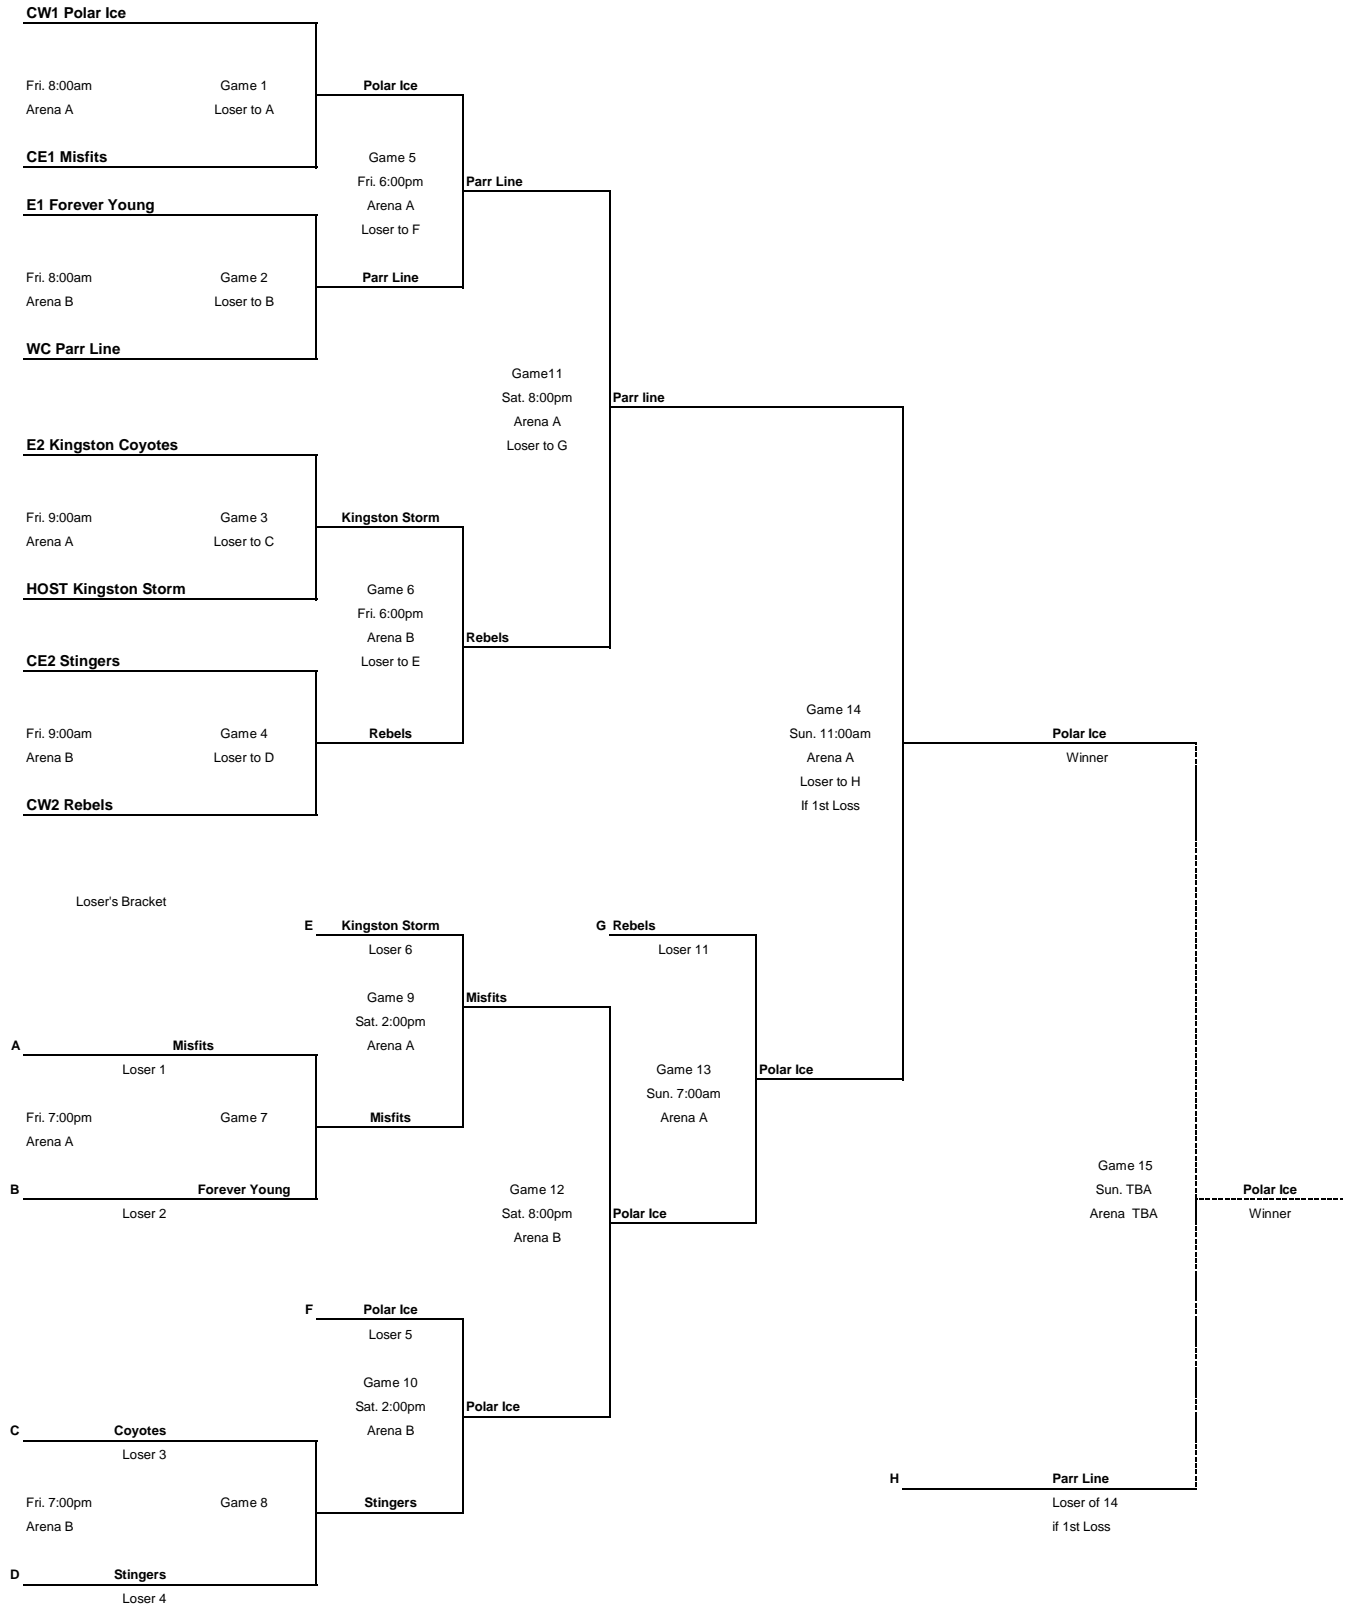 CW1 Polar Ice
Fri. 8:00am Game 1 Polar Ice
Arena A Loser to A
CE1 Misfits Game 5
Fri. 6:00pm Parr Line
E1 Forever Young Arena A
Loser to F
Fri. 8:00am Game 2 Parr Line
Arena B Loser to B
WC Parr Line
Game11
Sat. 8:00pm Parr line
Arena A
E2 Kingston Coyotes Loser to G
Fri. 9:00am Game 3 Kingston Storm
Arena A Loser to C
HOST Kingston Storm Game 6
Fri. 6:00pm
Arena B Rebels
CE2 Stingers Loser to E
Game 14
Fri. 9:00am Game 4 Rebels Sun. 11:00am Polar Ice
Arena B Loser to D Arena A Winner
Loser to H
CW2 Rebels If 1st Loss
Loser's Bracket
E Kingston Storm G Rebels
Loser 6 Loser 11
Game 9 Misfits
Sat. 2:00pm
A Misfits Arena A
Loser 1 Game 13 Polar Ice
Sun. 7:00am
Fri. 7:00pm Game 7 Misfits Arena A
Arena A
Game 15
B Forever Young Game 12 Sun. TBA Polar Ice
Loser 2 Sat. 8:00pm Polar Ice Arena TBA Winner
Arena B
F Polar Ice
Loser 5
Game 10
Sat. 2:00pm Polar Ice
C Coyotes Arena B
Loser 3
H Parr Line
Fri. 7:00pm Game 8 Stingers Loser of 14
Arena B if 1st Loss
D Stingers
Loser 4